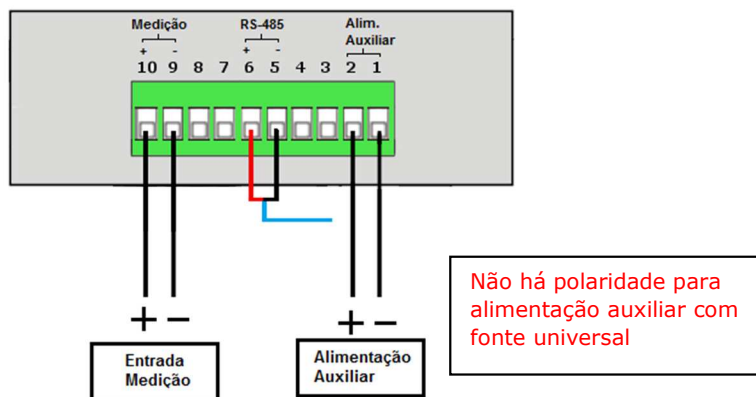 Medição RS-485 Alim.
Auxiliar
+ - + -
10 9 8 7 6 5 4 3 2 1
+ - + -
Entrada
Medição
Alimentação
Auxiliar
Não há polaridade para
alimentação auxiliar com
fonte universal